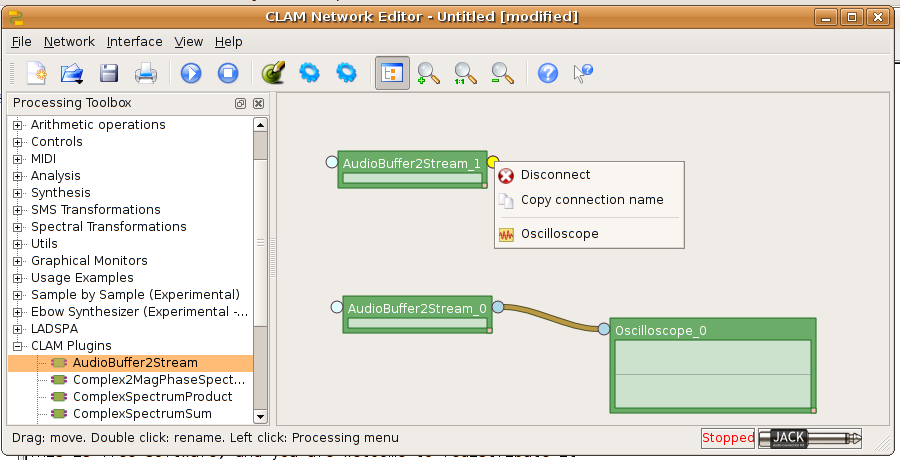 CLAM Network Editor - Untitled [modified]
File Network Interface View Help
Processing Toolbox
Arithmetic operations
Controls
MIDI
Analysis
Synthesis
SMS Transformations
Spectral Transformations
Utils
Graphical Monitors
Usage Examples
Sample by Sample (Experimental)
Ebow Synthesizer (Experimental -...
LADSPA
CLAM Plugins
AudioBuffer2Stream
Complex2MagPhaseSpect...
ComplexSpectrumProduct
ComplexSpectrumSum
AudioBuffer2Stream_1
Disconnect
Copy connection name
Oscilloscope
AudioBuffer2Stream_0
Oscilloscope_0
Drag: move. Double click: rename. Left click: Processing menu
Stopped
JACK